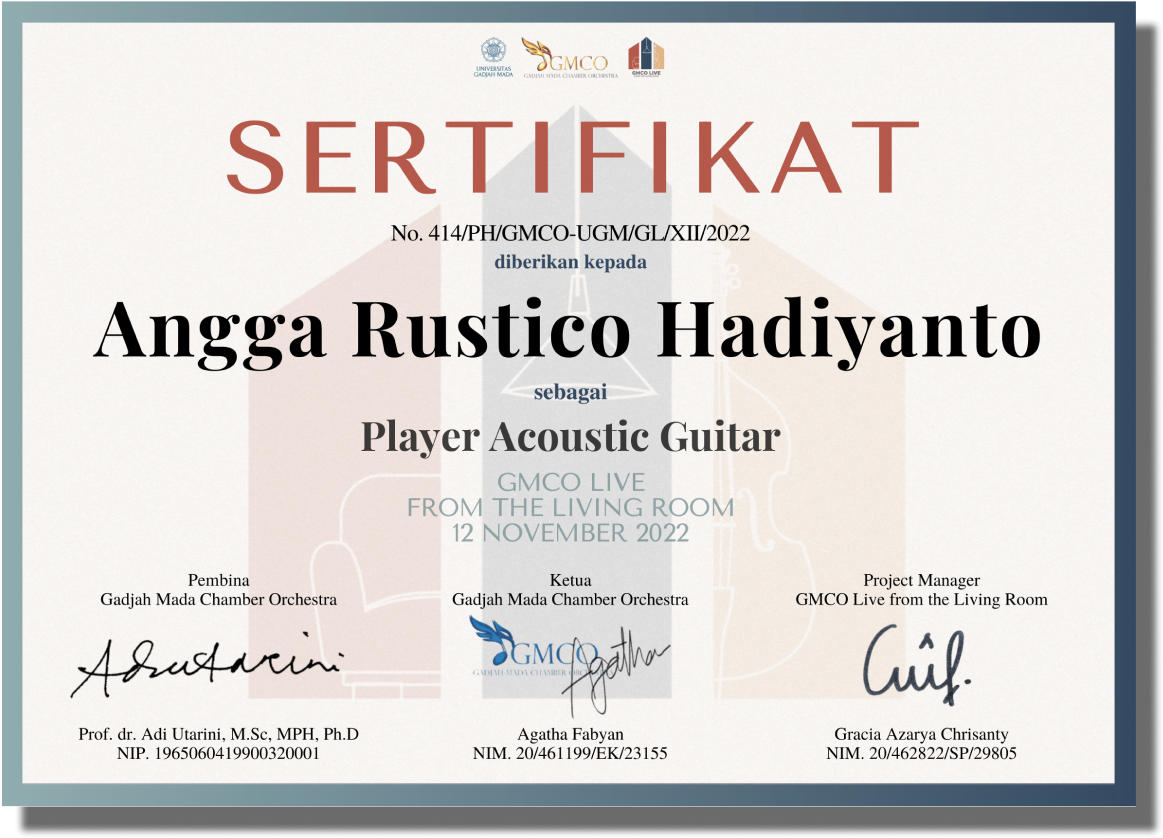 UNIVERSITAS
GADJAH MADA
GMCO
GADJAH MADA CHAMBER ORCHESTRA
GMCO LIVE
SERTIFIKAT
No. 414/PH/GMCO-UGM/GL/XII/2022
diberikan kepada
Angga Rustico Hadiyanto
sebagai
Player Acoustic Guitar
GMCO LIVE
FROM THE LIVING ROOM
12 NOVEMBER 2022
Pembina
Gadjah Mada Chamber Orchestra
Adiutarini
Prof. dr. Adi Utarini, M.Sc, MPH, Ph.D
NIP. 1965060419900320001
Ketua
Gadjah Mada Chamber Orchestra
GMCO
GADJAH MADA CHAMBER ORCHESTRA
Agatha
Agatha Fabyan
NIM. 20/461199/EK/23155
Project Manager
GMCO Live from the Living Room
Gracia Azarya Chrisanty
NIM. 20/462822/SP/29805